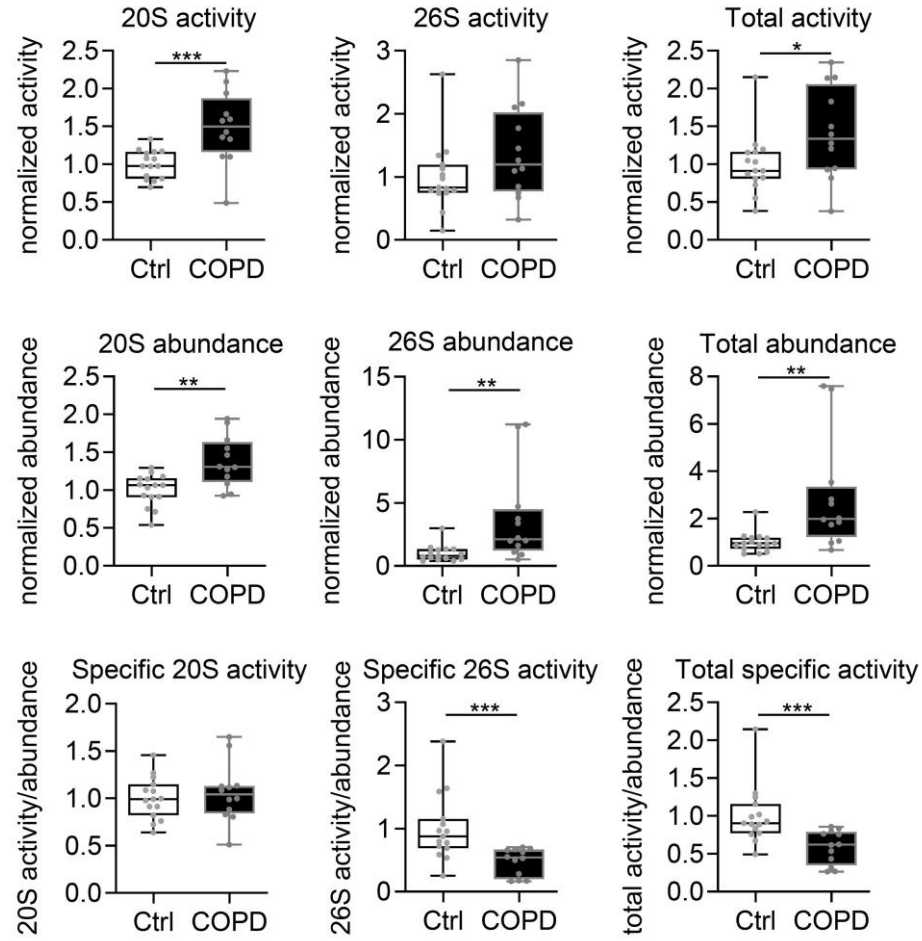 20S activity
normalized activity
2.5
2.0
1.5
1.0
0.5
0.0
***
Ctrl
COPD
26S activity
normalized activity
3
2
1
0
Ctrl
COPD
Total activity
normalized activity
2.5
2.0
1.5
1.0
0.5
0.0
*
Ctrl
COPD
20S abundance
normalized abundance
2.5
2.0
1.5
1.0
0.5
0.0
**
Ctrl
COPD
26S abundance
normalized abundance
15
10
5
0
**
Ctrl
COPD
Total abundance
normalized abundance
8
6
4
2
0
**
Ctrl
COPD
Specific 20S activity
20S activity/abundance
2.0
1.5
1.0
0.5
0.0
Ctrl
COPD
Specific 26S activity
26S activity/abundance
3
2
1
0
***
Ctrl
COPD
Total specific activity
total activity/abundance
2.5
2.0
1.5
1.0
0.5
0.0
***
Ctrl
COPD